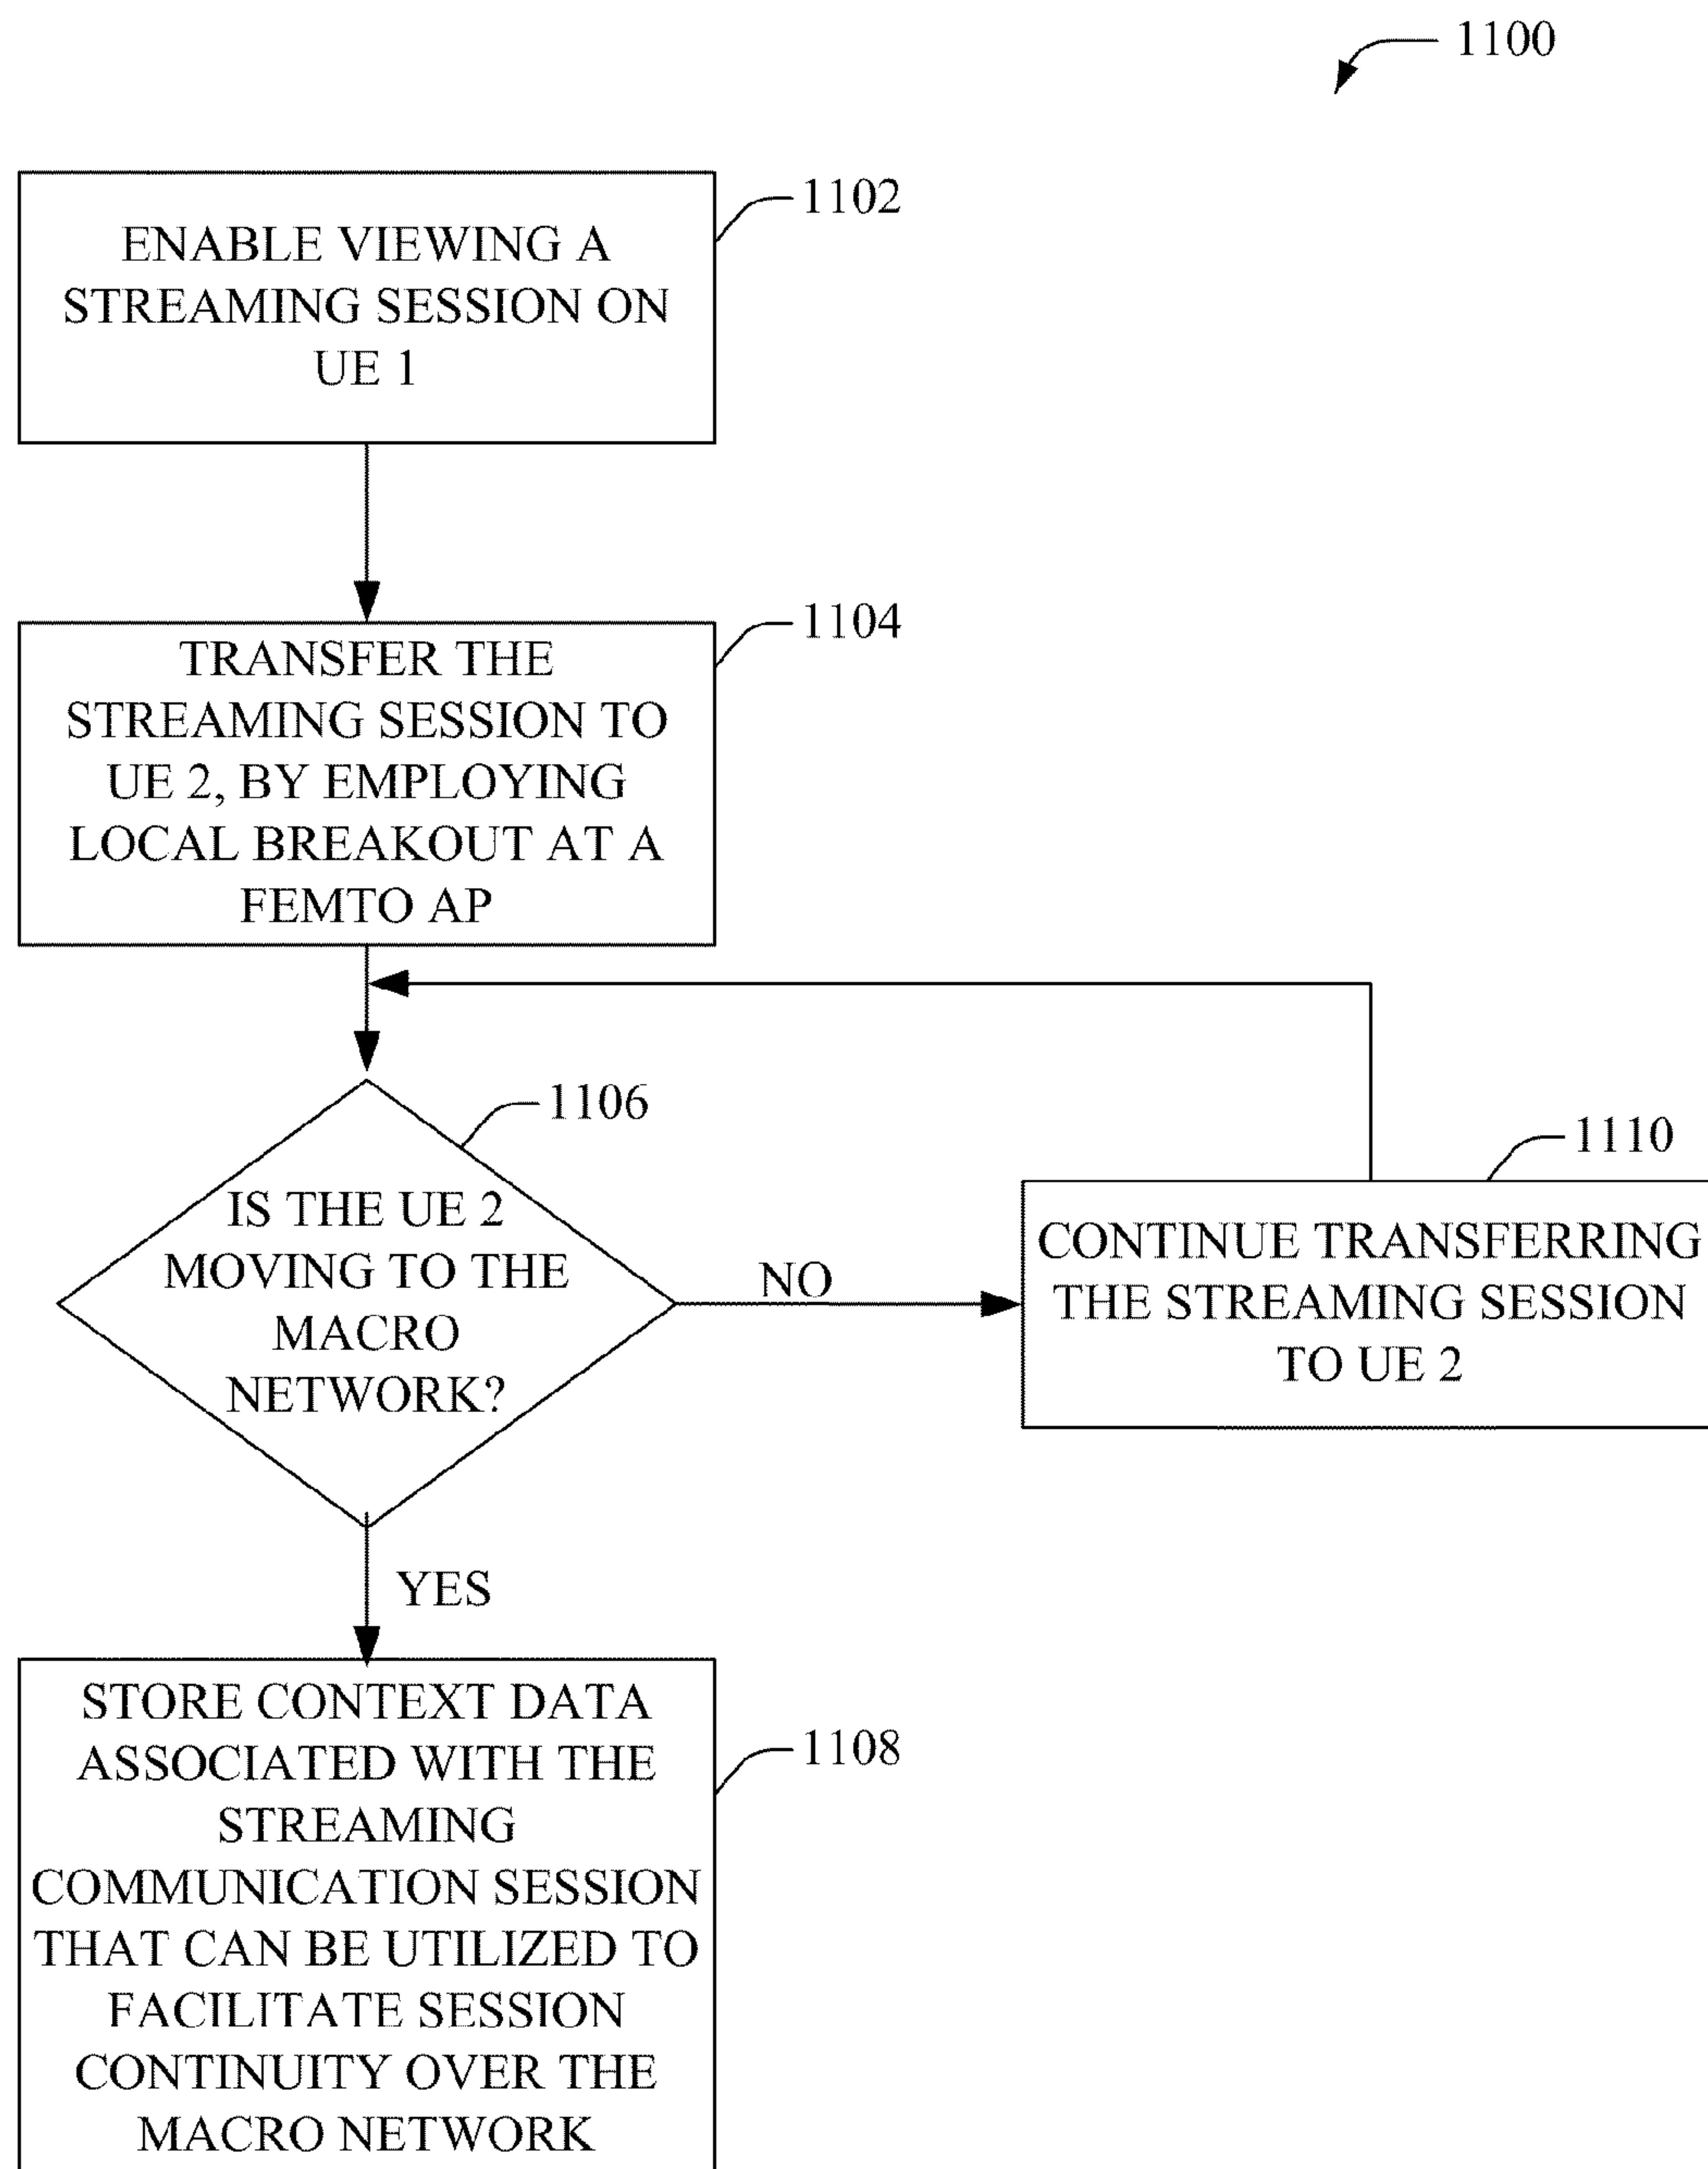 1100
1102
ENABLE VIEWING A
STREAMING SESSION ON
UE 1
1104
TRANSFER THE
STREAMING SESSION TO
UE 2, BY EMPLOYING
LOCAL BREAKOUT AT A
FEMTO AP
1106
IS THE UE 2
MOVING TO THE
MACRO
NETWORK?
NO
1110
CONTINUE TRANSFERRING
THE STREAMING SESSION
TO UE 2
YES
1108
STORE CONTEXT DATA
ASSOCIATED WITH THE
STREAMING
COMMUNICATION SESSION
THAT CAN BE UTILIZED TO
FACILITATE SESSION
CONTINUITY OVER THE
MACRO NETWORK